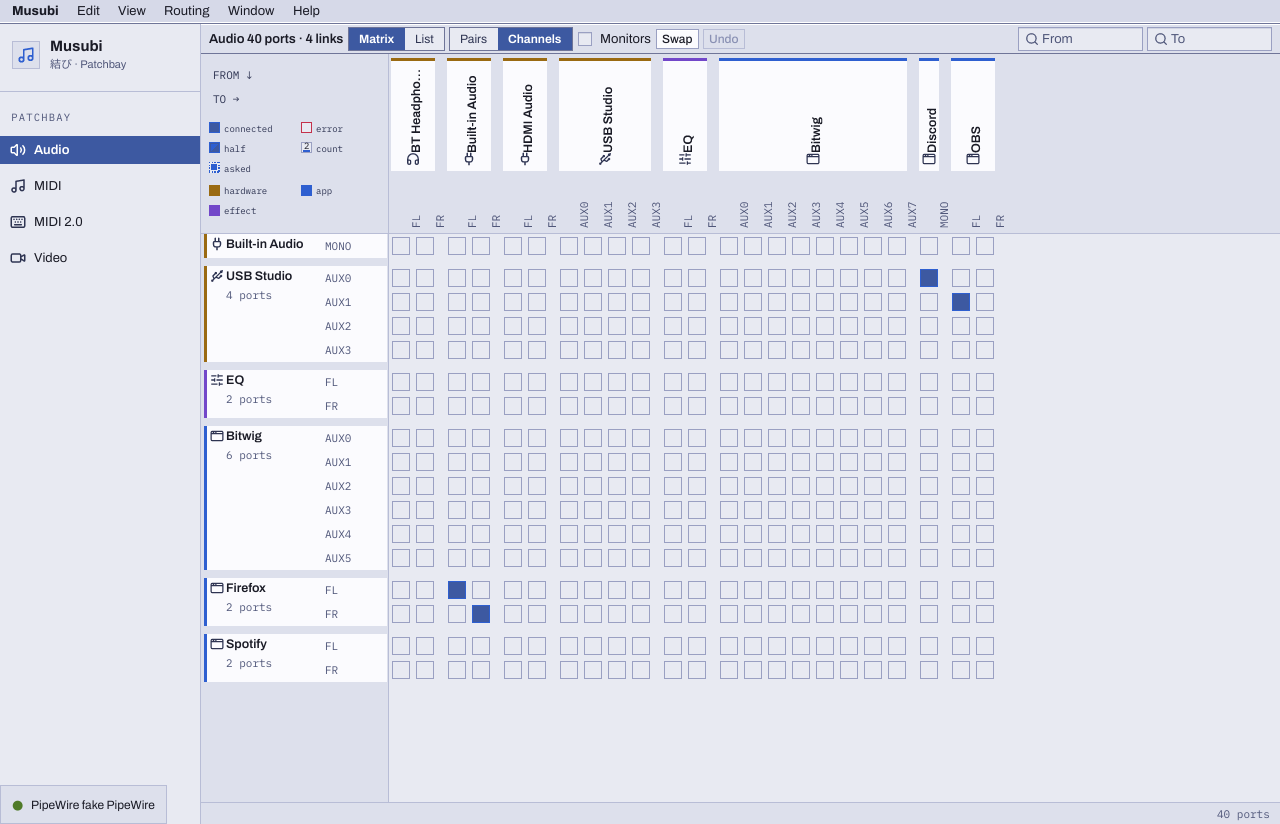 Musubi Edit View Routing Window Help
Musubi
結び · Patchbay
PATCHBAY
Audio
MIDI
MIDI 2.0
Video
PipeWire fake PipeWire
Audio 40 ports · 4 links Matrix List Pairs Channels Monitors Swap Undo From To
FROM ↓
TO →
connected error
half 2 count
asked
hardware app
effect
BT Headpho… Built-in Audio HDMI Audio USB Studio EQ Bitwig Discord OBS
FL FR FL FR FL FR AUX0 AUX1 AUX2 AUX3 FL FR AUX0 AUX1 AUX2 AUX3 AUX4 AUX5 AUX6 AUX7 MONO FL FR
Built-in Audio MONO
USB Studio AUX0
4 ports AUX1
AUX2
AUX3
EQ FL
2 ports FR
Bitwig AUX0
6 ports AUX1
AUX2
AUX3
AUX4
AUX5
Firefox FL
2 ports FR
Spotify FL
2 ports FR
40 ports